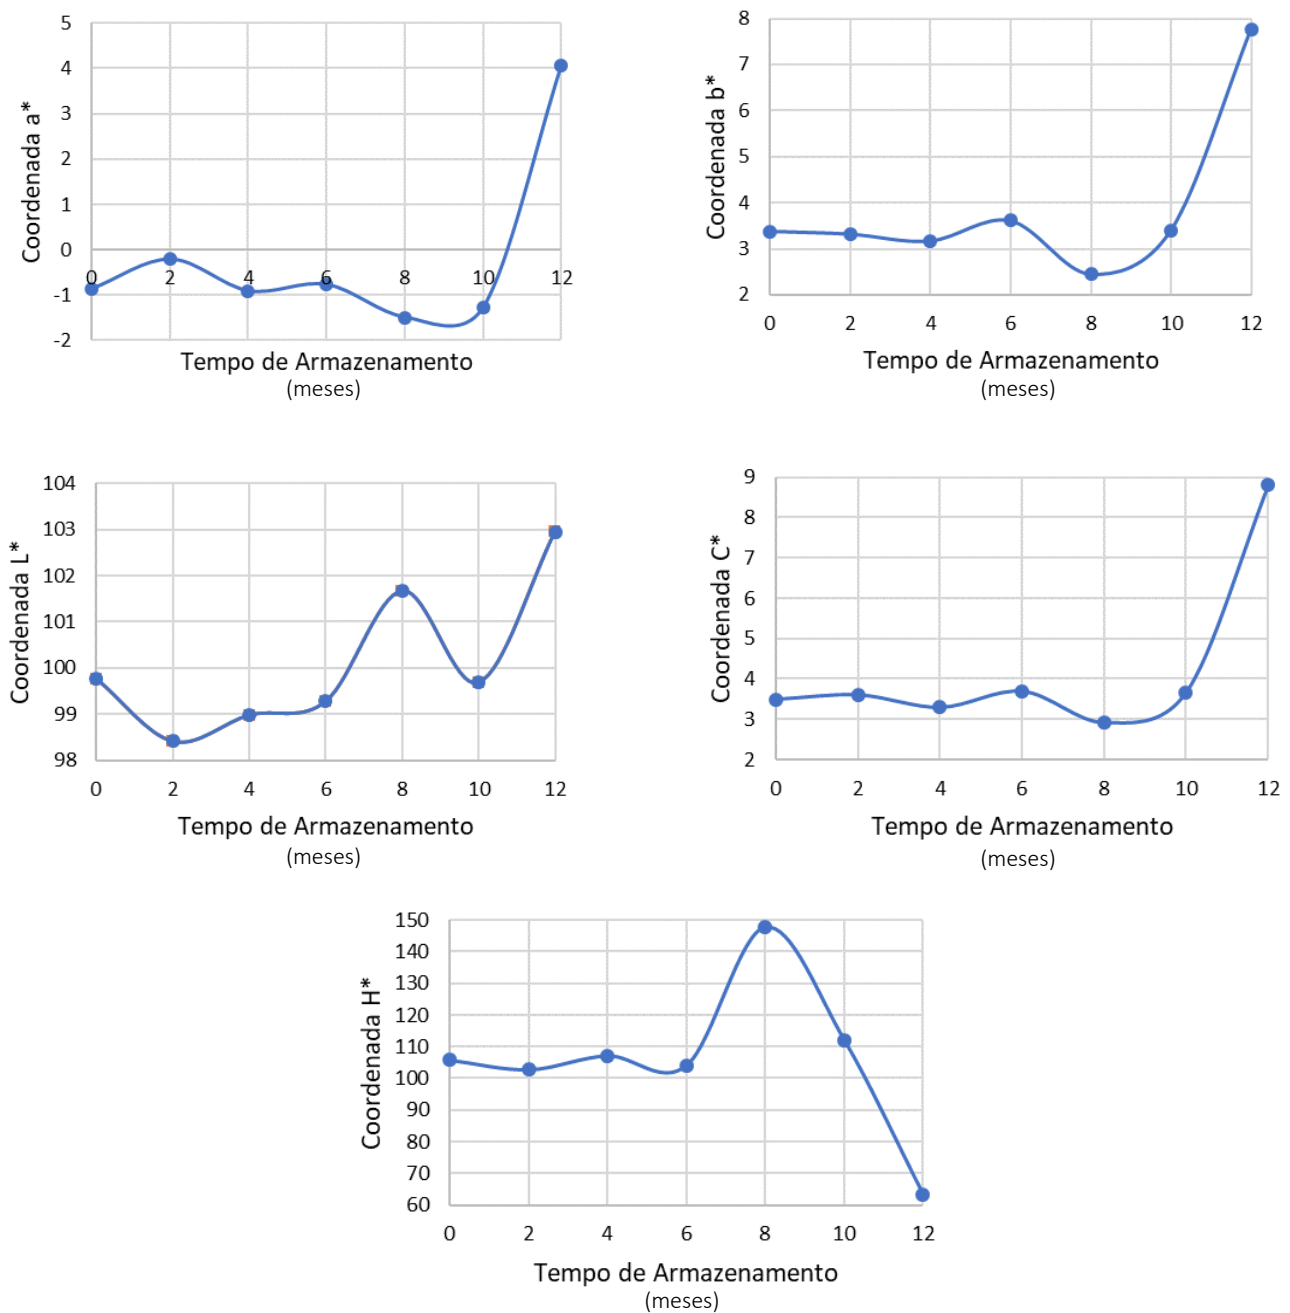 Coordenada a*
5
4
3
2
1
0
-1
-2
0 2 4 6 8 10 12
Tempo de Armazenamento
(meses)
Coordenada b*
8
7
6
5
4
3
2
0 2 4 6 8 10 12
Tempo de Armazenamento
(meses)
Coordenada L*
104
103
102
101
100
99
98
0 2 4 6 8 10 12
Tempo de Armazenamento
(meses)
Coordenada C*
9
8
7
6
5
4
3
2
0 2 4 6 8 10 12
Tempo de Armazenamento
(meses)
Coordenada H*
150
140
130
120
110
100
90
80
70
60
0 2 4 6 8 10 12
Tempo de Armazenamento
(meses)